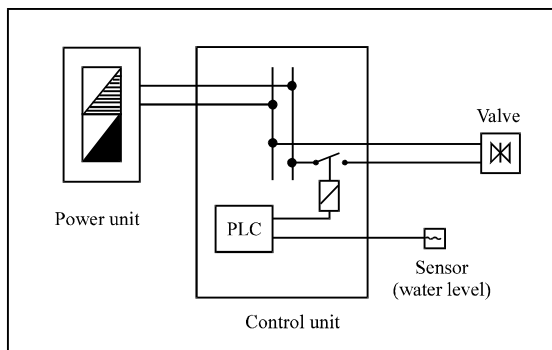 Valve
Power unit
PLC
Sensor
(water level)
Control unit